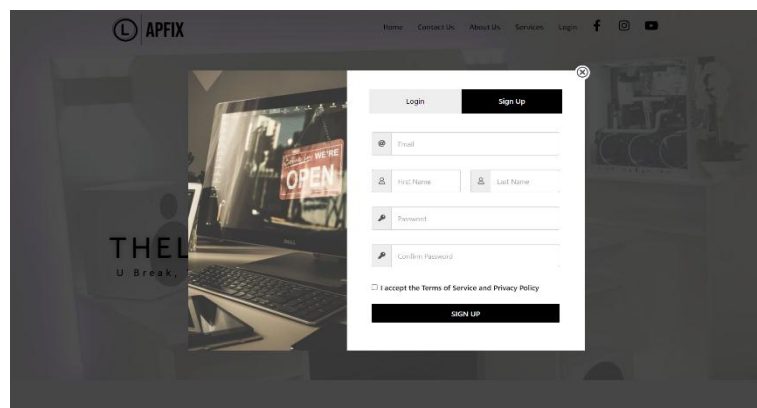 L APFIX
Home Contact Us About Us Services Login
Login Sign Up
@ Email
First Name Last Name
Password
Confirm Password
I accept the Terms of Service and Privacy Policy
SIGN UP
WE'RE
OPEN
DELL
THEL
U Break,